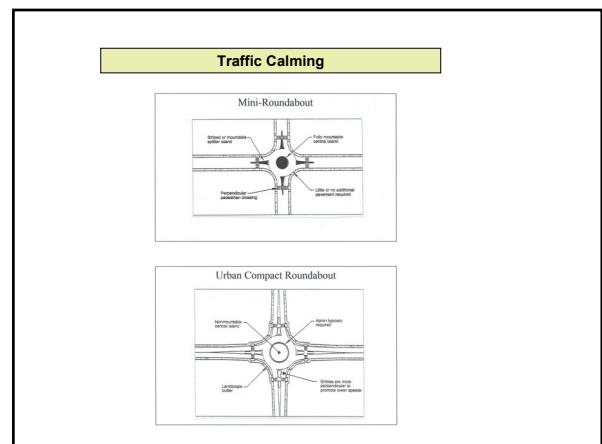 Traffic Calming
Mini-Roundabout
Striped or mountable
splitter island
Fully mountable
central island
Perpendicular
pedestrian crossing
Little or no additional
pavement required
Urban Compact Roundabout
Nonmountable
central island
Apron typically
required
Landscape
buffer
Entries are more
perpendicular to
promote lower speeds